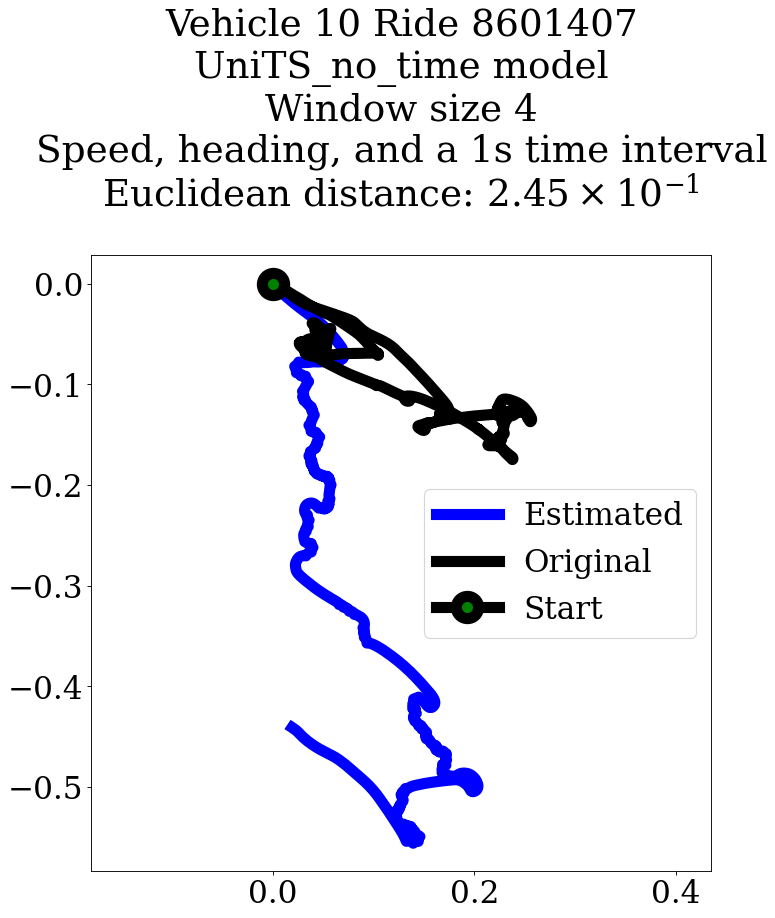 Vehicle 10 Ride 8601407
UniTS_no_time model
Window size 4
Speed, heading, and a 1s time interval
Euclidean distance: 2.45 × 10⁻¹
0.0
−0.1
−0.2
−0.3
−0.4
−0.5
Estimated
Original
Start
0.0 0.2 0.4